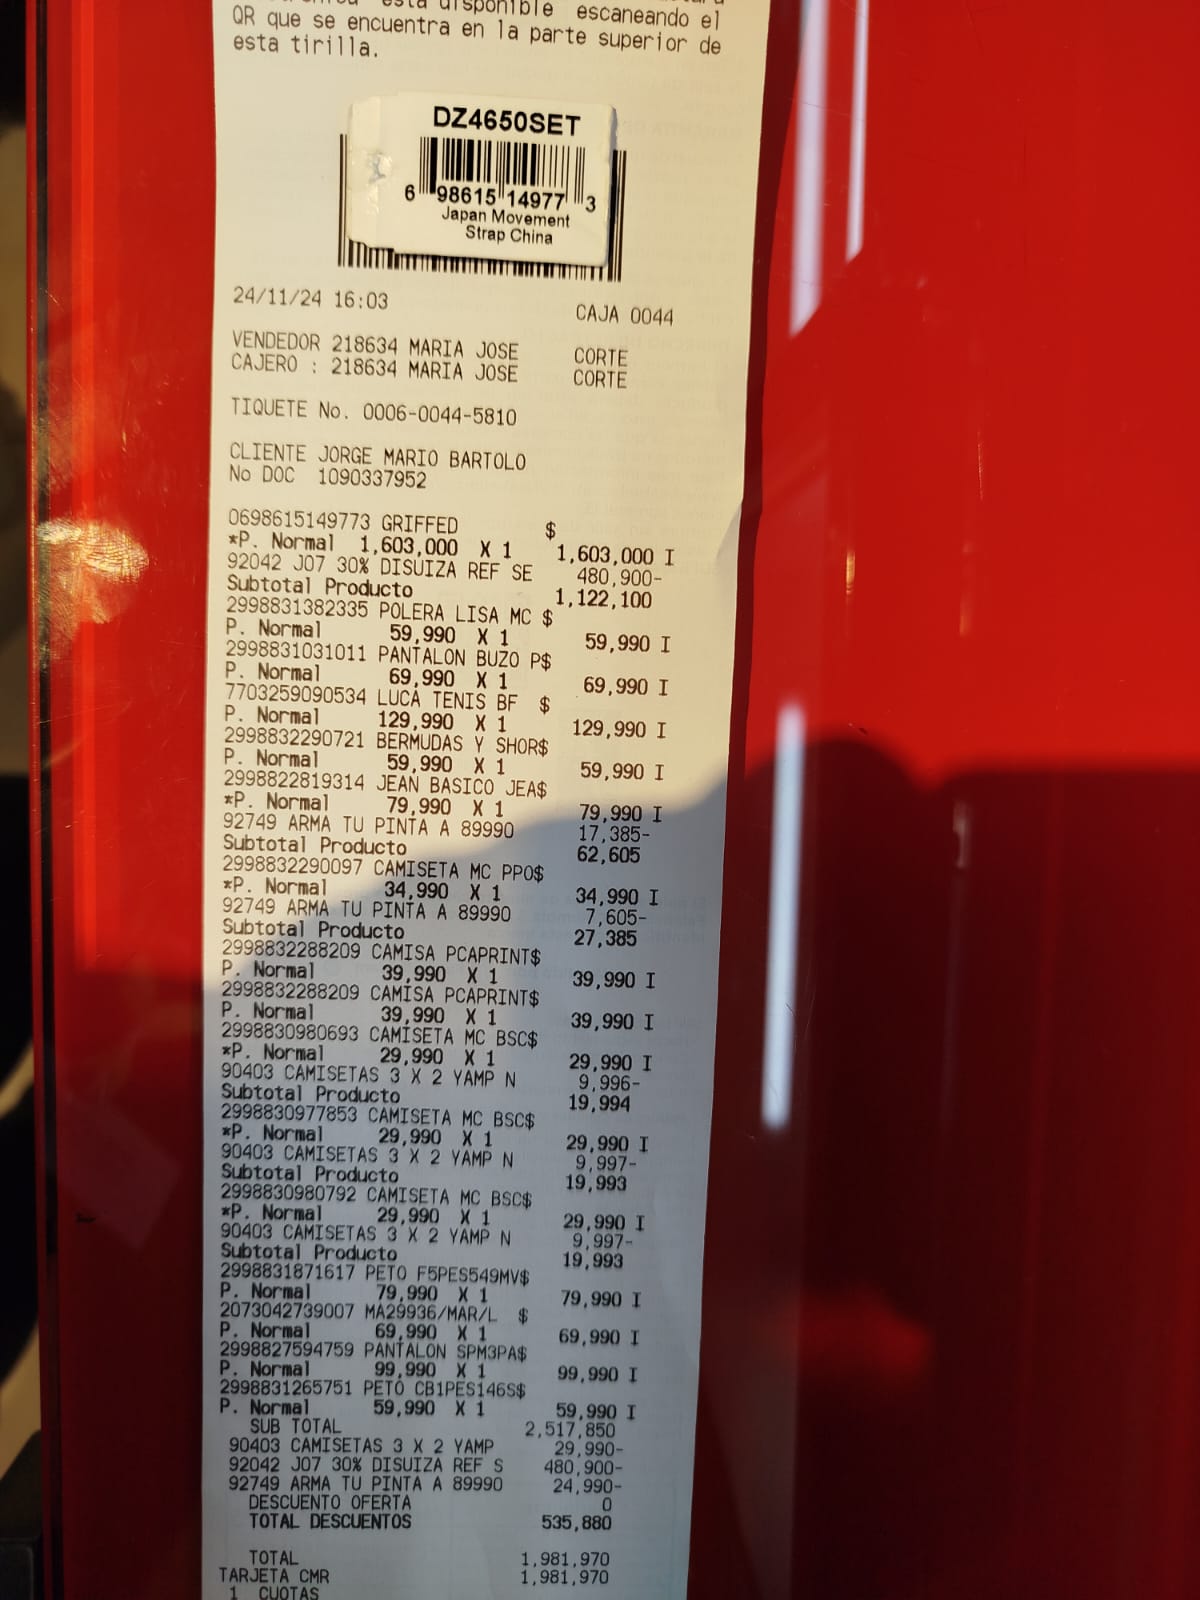 está disponible escaneando el
QR que se encuentra en la parte superior de
esta tirilla.
DZ4650SET
6 98615 14977 3
Japan Movement
Strap China
24/11/24 16:03 CAJA 0044
VENDEDOR 218634 MARIA JOSE CORTE
CAJERO : 218634 MARIA JOSE CORTE
TIQUETE No. 0006-0044-5810
CLIENTE JORGE MARIO BARTOLO
No DOC 1090337952
0698615149773 GRIFFED $
*P. Normal 1,603,000 X 1 1,603,000 I
92042 J07 30% DISUIZA REF SE 480,900-
Subtotal Producto 1,122,100
2998831382335 POLERA LISA MC $
P. Normal 59,990 X 1 59,990 I
2998831031011 PANTALON BUZO P$
P. Normal 69,990 X 1 69,990 I
7703259090534 LUCA TENIS BF $
P. Normal 129,990 X 1 129,990 I
2998832290721 BERMUDAS Y SHOR$
P. Normal 59,990 X 1 59,990 I
2998822819314 JEAN BASICO JEA$
*P. Normal 79,990 X 1 79,990 I
92749 ARMA TU PINTA A 89990 17,385-
Subtotal Producto 62,605
2998832290097 CAMISETA MC PPO$
*P. Normal 34,990 X 1 34,990 I
92749 ARMA TU PINTA A 89990 7,605-
Subtotal Producto 27,385
2998832288209 CAMISA PCAPRINT$
P. Normal 39,990 X 1 39,990 I
2998832288209 CAMISA PCAPRINT$
P. Normal 39,990 X 1 39,990 I
2998830980693 CAMISETA MC BSC$
*P. Normal 29,990 X 1 29,990 I
90403 CAMISETAS 3 X 2 YAMP N 9,996-
Subtotal Producto 19,994
2998830977853 CAMISETA MC BSC$
*P. Normal 29,990 X 1 29,990 I
90403 CAMISETAS 3 X 2 YAMP N 9,997-
Subtotal Producto 19,993
2998830980792 CAMISETA MC BSC$
*P. Normal 29,990 X 1 29,990 I
90403 CAMISETAS 3 X 2 YAMP N 9,997-
Subtotal Producto 19,993
2998831871617 PETO F5PES549MV$
P. Normal 79,990 X 1 79,990 I
2073042739007 MA29936/MAR/L $
P. Normal 69,990 X 1 69,990 I
2998827594759 PANTALON SPM3PA$
P. Normal 99,990 X 1 99,990 I
2998831265751 PETO CB1PES146S$
P. Normal 59,990 X 1 59,990 I
SUB TOTAL 2,517,850
90403 CAMISETAS 3 X 2 YAMP 29,990-
92042 J07 30% DISUIZA REF S 480,900-
92749 ARMA TU PINTA A 89990 24,990-
DESCUENTO OFERTA 0
TOTAL DESCUENTOS 535,880
TOTAL 1,981,970
TARJETA CMR 1,981,970
1 CUOTAS